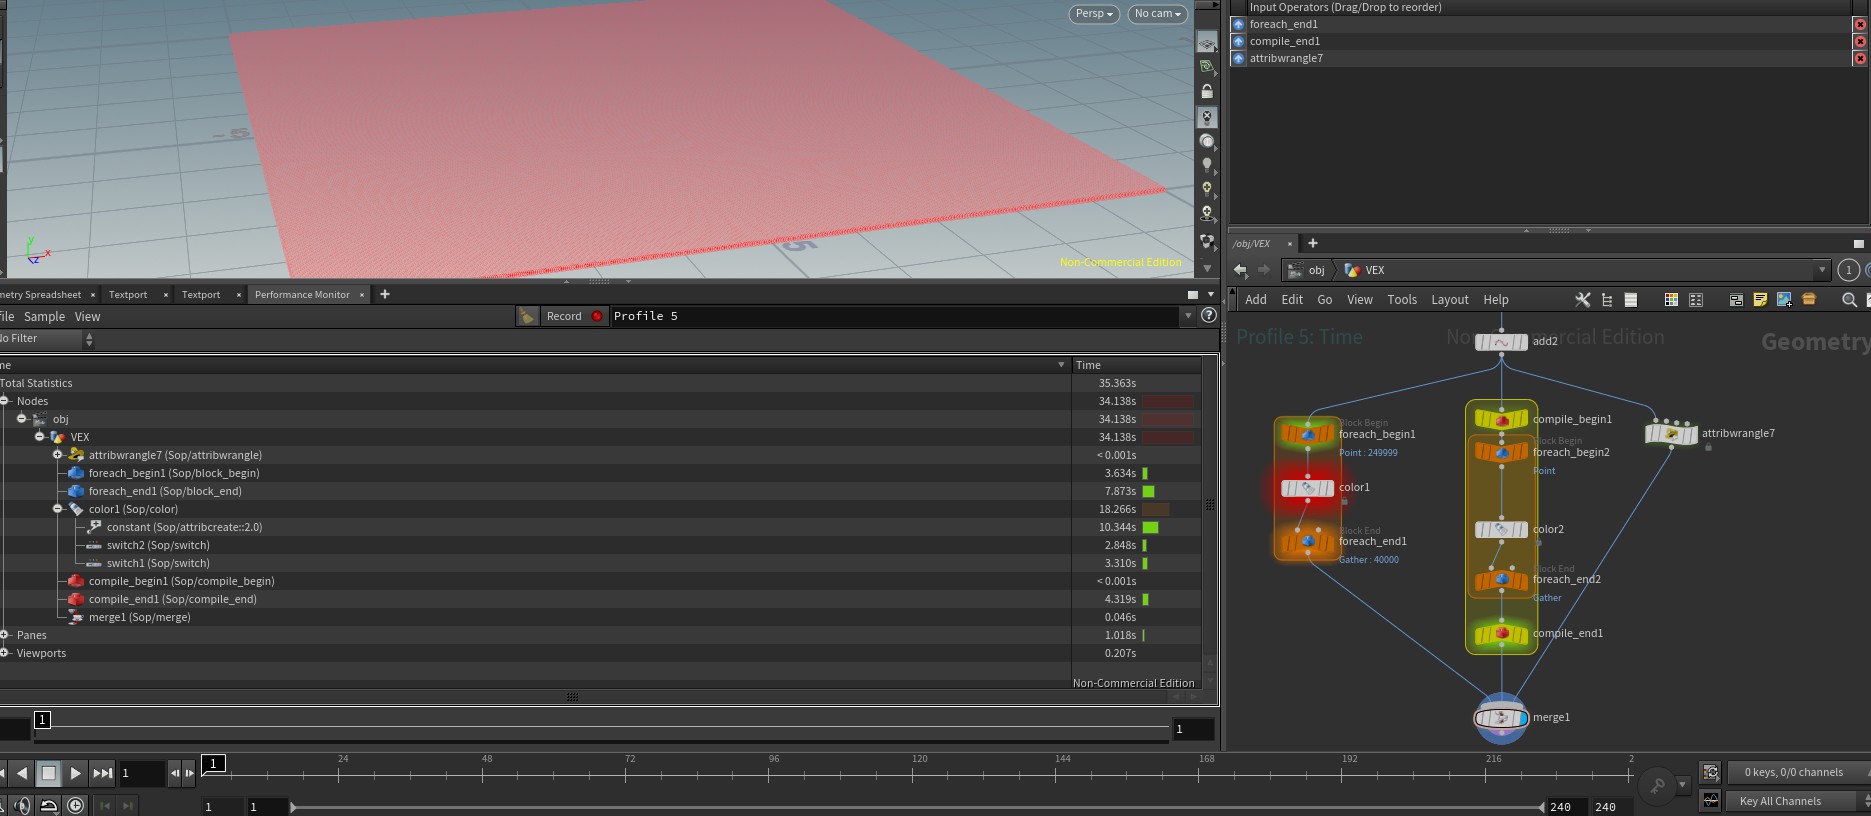 Persp
No cam
-5
5
y
x
z
Non-Commercial Edition
Input Operators (Drag/Drop to reorder)
foreach_end1
compile_end1
attribwrangle7
metry Spreadsheet × Textport × Textport × Performance Monitor × +
ile Sample View
Record Profile 5
No Filter
me Time
Total Statistics 35.363s
Nodes 34.138s
obj 34.138s
VEX 34.138s
attribwrangle7 (Sop/attribwrangle) < 0.001s
foreach_begin1 (Sop/block_begin) 3.634s
foreach_end1 (Sop/block_end) 7.873s
color1 (Sop/color) 18.266s
constant (Sop/attribcreate::2.0) 10.344s
switch2 (Sop/switch) 2.848s
switch1 (Sop/switch) 3.310s
compile_begin1 (Sop/compile_begin) < 0.001s
compile_end1 (Sop/compile_end) 4.319s
merge1 (Sop/merge) 0.046s
Panes 1.018s
Viewports 0.207s
Non-Commercial Edition
/obj/VEX × +
obj VEX 1
Add Edit Go View Tools Layout Help
Profile 5: Time
Non-Commercial Edition
Geometry
add2
Block Begin
foreach_begin1
Point : 249999
color1
Block End
foreach_end1
Gather : 40000
compile_begin1
Block Begin
foreach_begin2
Point
color2
Block End
foreach_end2
Gather
compile_end1
attribwrangle7
merge1
1 1
1 1 24 48 72 96 120 144 168 192 216 2
1 1 240 240
0 keys, 0/0 channels
Key All Channels